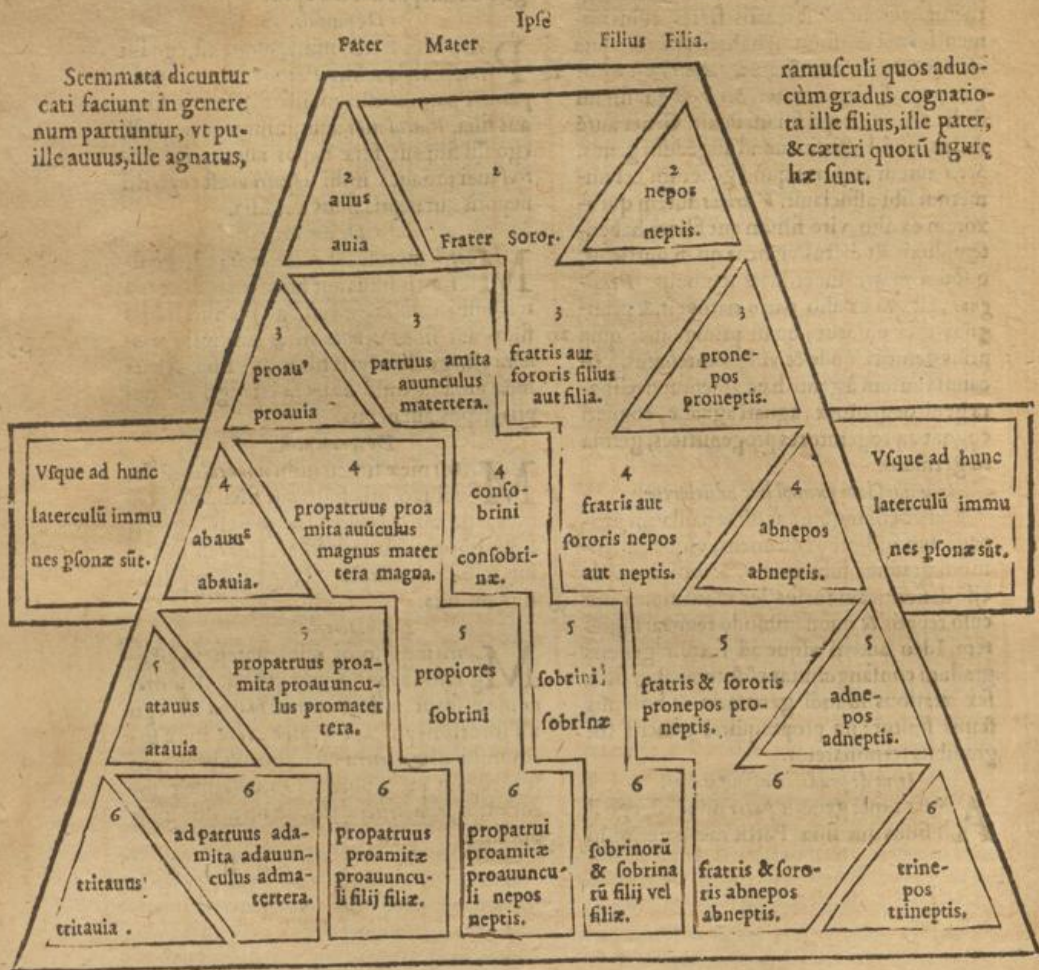 Ipſe
Pater Mater Filius Filia.
Stemmata dicuntur
cati faciunt in genere
num partiuntur, vt pu-
ille auuus, ille agnatus,
ramuſculi quos aduo-
cùm gradus cognatio-
ta ille filius, ille pater,
& cæteri quorũ figurę
hæ ſunt.
2
auuˢ
auia
2
Frater Soror.
2
nepos
neptis.
3
proau'
proauia
3
patruus amita
auunculus
matertera.
3
fratris aut
ſororis filius
aut filia.
3
prone-
pos
proneptis.
Vſque ad hunc
laterculũ immu
nes pſonæ sũt.
4
abauuˢ
abauia.
4
propatruus proa
mita auũculus
magnus mater
tera magna.
4
conſo-
brini
conſobri-
næ.
4
fratris aut
ſororis nepos
aut neptis.
4
abnepos
abneptis.
Vſque ad hunc
laterculũ immu
nes pſonæ sũt.
5
atauus
atauia
5
propatruus proa-
mita proauuncu-
lus promater
tera.
5
propiores
ſobrini
5
ſobrini
ſobrinæ
5
fratris & ſororis
pronepos pro-
neptis.
5
adne-
pos
adneptis.
6
tritauus'
tritauia.
6
ad patruus ada-
mita adauun-
culus adma-
tertera.
6
propatruus
proamitæ
proauuncu-
li filij filiæ.
6
propatrui
proamitæ
proauuncu-
li nepos
neptis.
6
ſobrinorũ
& ſobrina
rũ filij vel
filiæ.
6
fratris & ſoro-
ris abnepos
abneptis.
6
trine-
pos
trineptis.